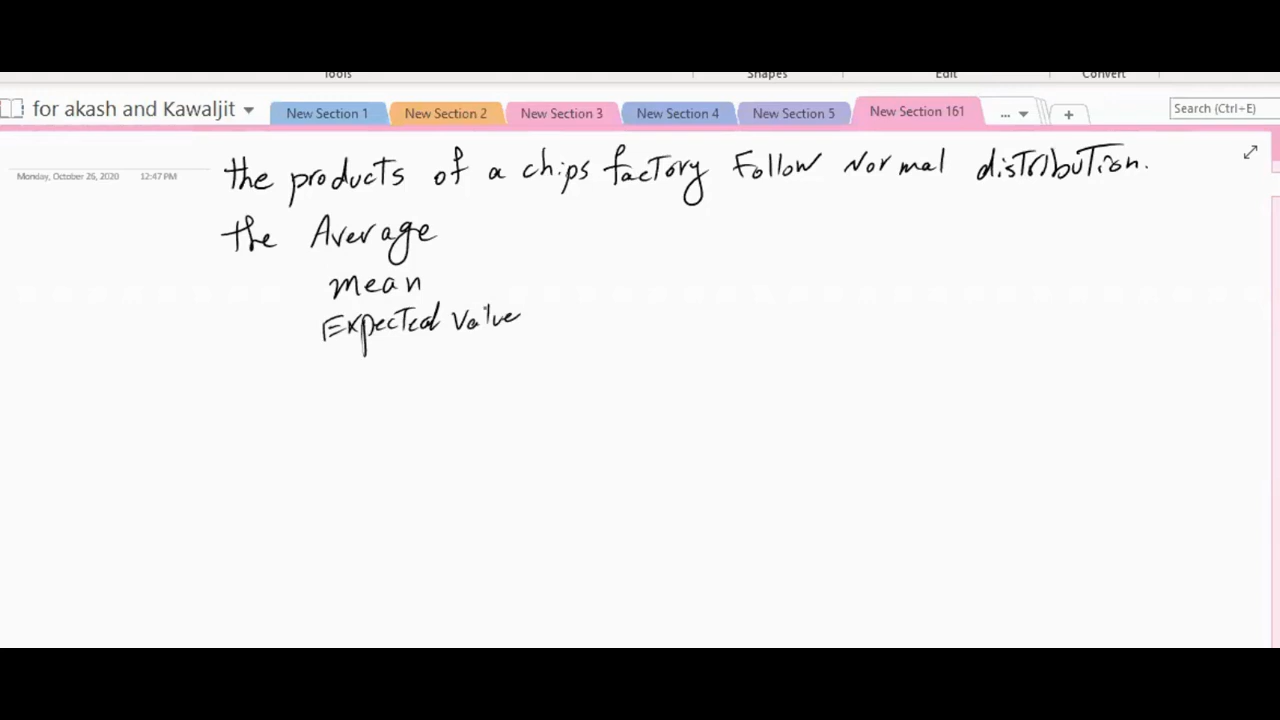 Tools Shapes Edit Convert
for akash and Kawaljit New Section 1 New Section 2 New Section 3 New Section 4 New Section 5 New Section 161 ... + Search (Ctrl+E)
Monday, October 26, 2020 12:47 PM
the products of a chips factory Follow Normal distribution.
the Average
mean
Expected Value